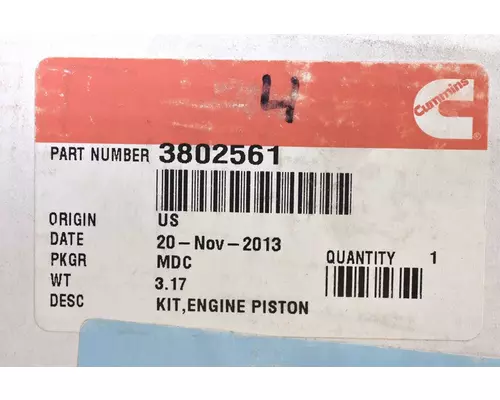 4
Cummins
PART NUMBER 3802561
ORIGIN US
DATE 20-Nov-2013
PKGR MDC
QUANTITY 1
WT 3.17
DESC KIT,ENGINE PISTON